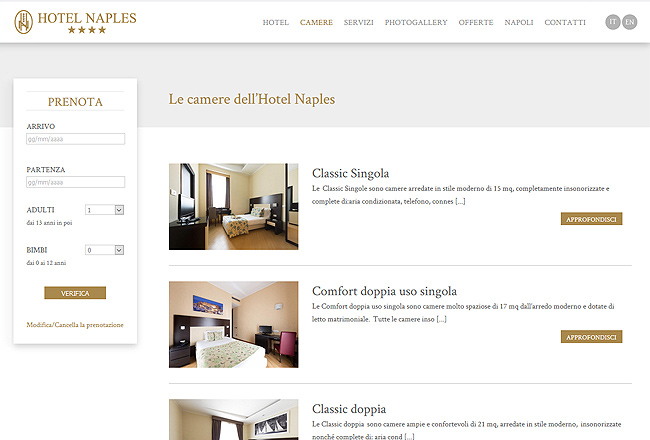 HOTEL NAPLES
HOTEL CAMERE SERVIZI PHOTOGALLERY OFFERTE NAPOLI CONTATTI IT EN
Le camere dell'Hotel Naples
PRENOTA
ARRIVO
gg/mm/aaaa
PARTENZA
gg/mm/aaaa
ADULTI 1
dai 13 anni in poi
BIMBI 0
dai 0 ai 12 anni
VERIFICA
Modifica/Cancella la prenotazione
Classic Singola
Le Classic Singole sono camere arredate in stile moderno di 15 mq, completamente insonorizzate e
complete di:aria condizionata, telefono, connes [...]
APPROFONDISCI
Comfort doppia uso singola
Le Comfort doppia uso singola sono camere molto spaziose di 17 mq dall'arredo moderno e dotate di
letto matrimoniale. Tutte le camere inso [...]
APPROFONDISCI
Classic doppia
Le Classic doppia sono camere ampie e confortevoli di 21 mq, arredate in stile moderno, insonorizzate
nonché complete di: aria cond [...]